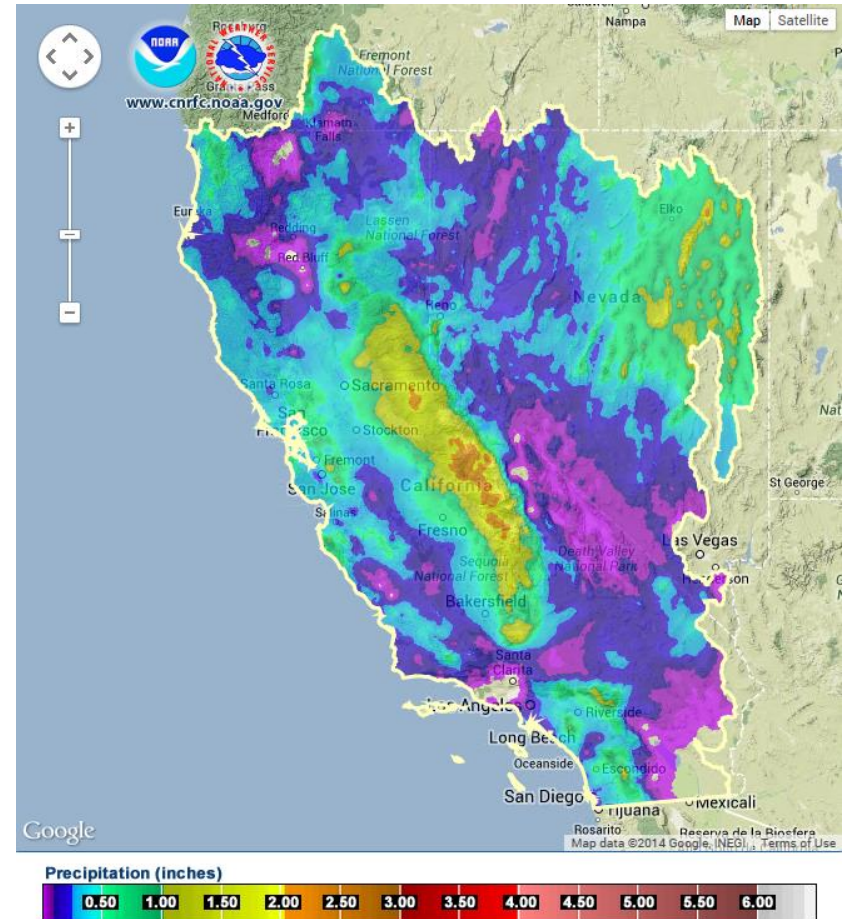 Nampa
Map Satellite
Fremont
National Forest
NOAA
NATIONAL WEATHER SERVICE
www.cnrfc.noaa.gov
Medford
Falls
Elko
Redding
Lassen
National Forest
Red Bluff
Nevada
Reno
Santa Rosa
Sacramento
San
Francisco
Stockton
Fremont
San Jose
California
Salinas
Fresno
St George
Las Vegas
Death Valley
National Park
Sequoia
National Forest
Henderson
Bakersfield
Santa
Clarita
Los Angeles
Riverside
Long Beach
Oceanside
Escondido
San Diego
Tijuana
Mexicali
Rosarito
Reserva de la Biosfera
Google
Map data ©2014 Google, INEGI
Terms of Use
Precipitation (inches)
0.50 1.00 1.50 2.00 2.50 3.00 3.50 4.00 4.50 5.00 5.50 6.00